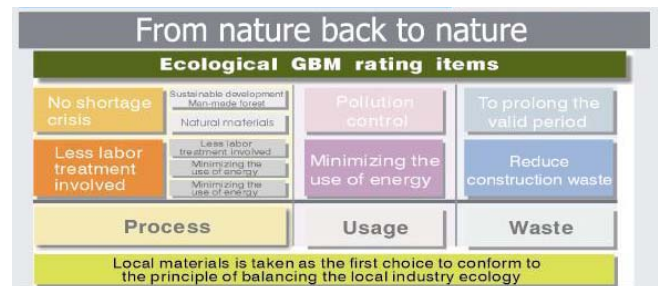 From nature back to nature
Ecological GBM rating items
No shortage
crisis
Sustainable development
Man-made forest
Natural materials
Pollution
control
To prolong the
valid period
Less labor
treatment
involved
Less labor
treatment involved
Minimizing the
use of energy
Minimizing the
use of energy
Minimizing the
use of energy
Reduce
construction waste
Process
Usage
Waste
Local materials is taken as the first choice to conform to
the principle of balancing the local industry ecology